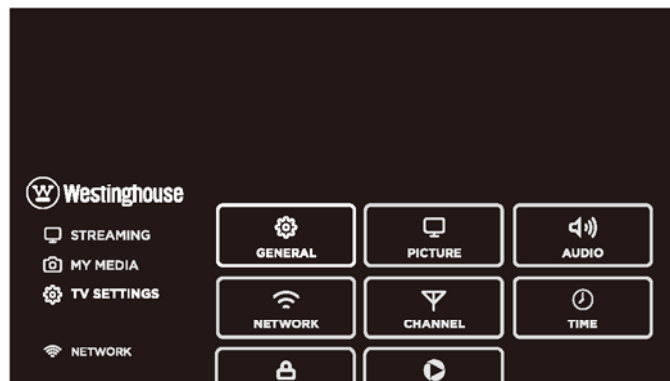 W Westinghouse
STREAMING
MY MEDIA
TV SETTINGS
NETWORK
GENERAL
PICTURE
AUDIO
NETWORK
CHANNEL
TIME